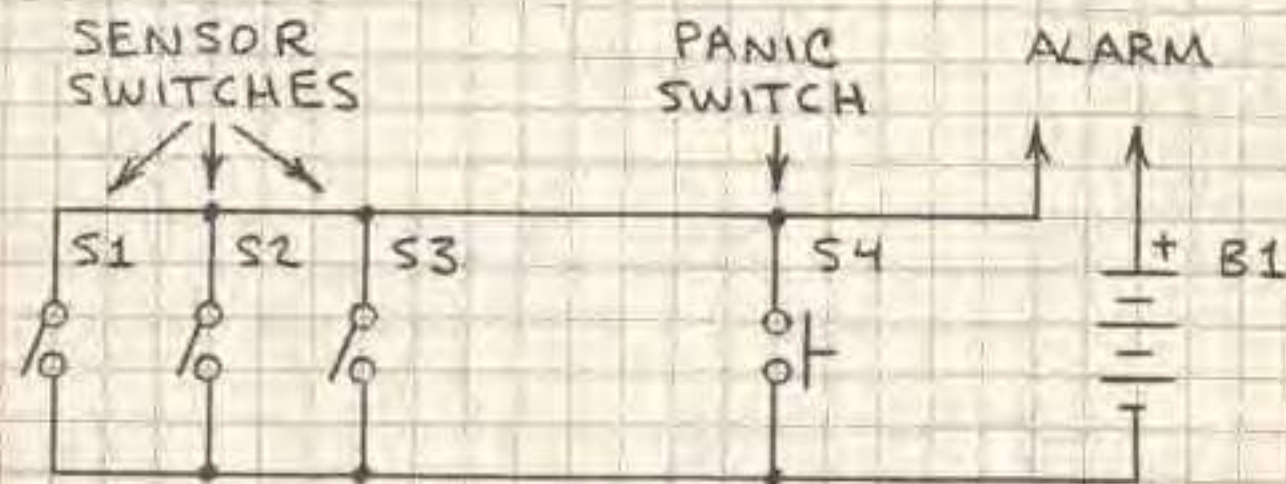 SENSOR
SWITCHES
PANIC
SWITCH
ALARM
S1
S2
S3
S4
+
B1